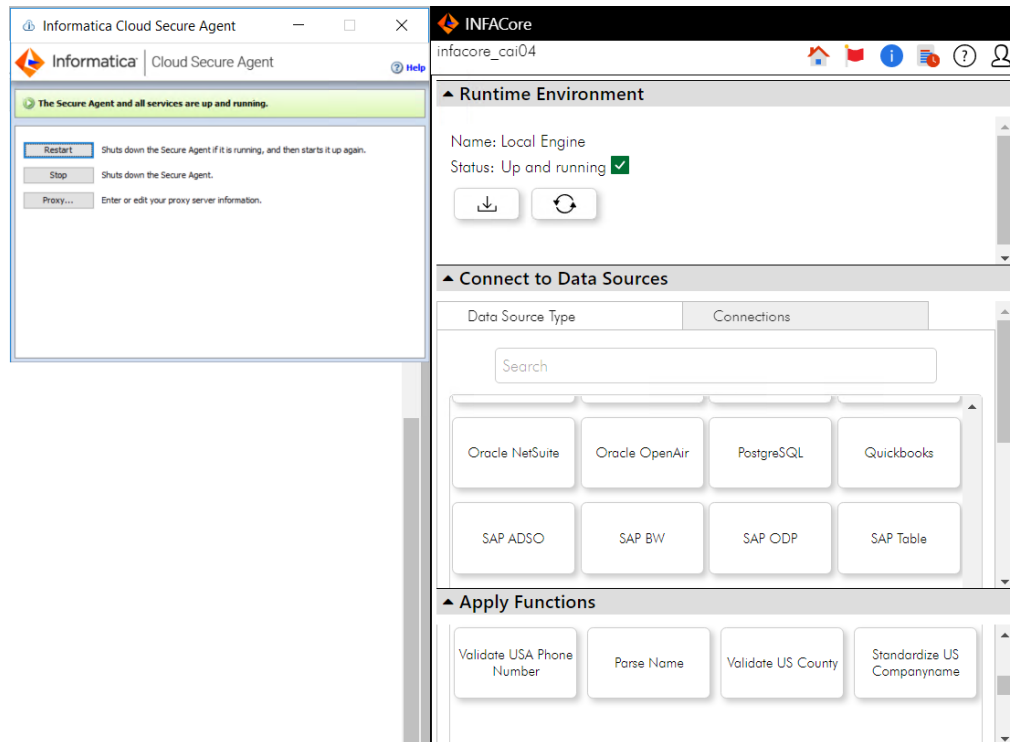 Informatica Cloud Secure Agent
Informatica Cloud Secure Agent
Help
The Secure Agent and all services are up and running.
Restart Shuts down the Secure Agent if it is running, and then starts it up again.
Stop Shuts down the Secure Agent.
Proxy... Enter or edit your proxy server information.
INFACore
infacore_cai04
Runtime Environment
Name: Local Engine
Status: Up and running
Connect to Data Sources
Data Source Type Connections
Search
Oracle NetSuite Oracle OpenAir PostgreSQL Quickbooks
SAP ADSO SAP BW SAP ODP SAP Table
Apply Functions
Validate USA Phone
Number
Parse Name
Validate US County
Standardize US
Companyname